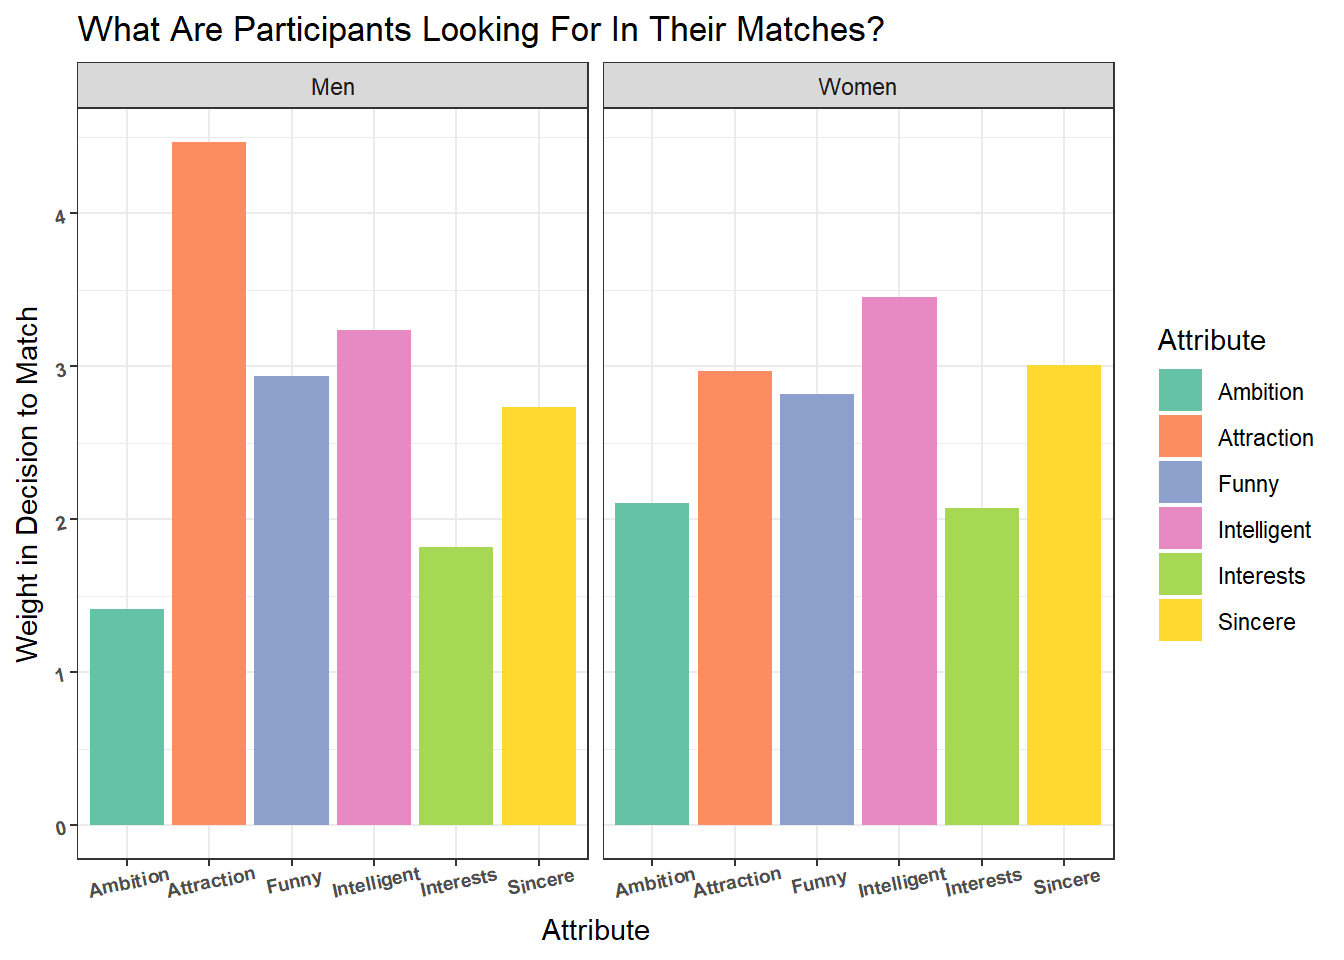 What Are Participants Looking For In Their Matches?
Men
Women
Weight in Decision to Match
4
3
2
1
0
Ambition
Attraction
Funny
Intelligent
Interests
Sincere
Ambition
Attraction
Funny
Intelligent
Interests
Sincere
Attribute
Attribute
Ambition
Attraction
Funny
Intelligent
Interests
Sincere